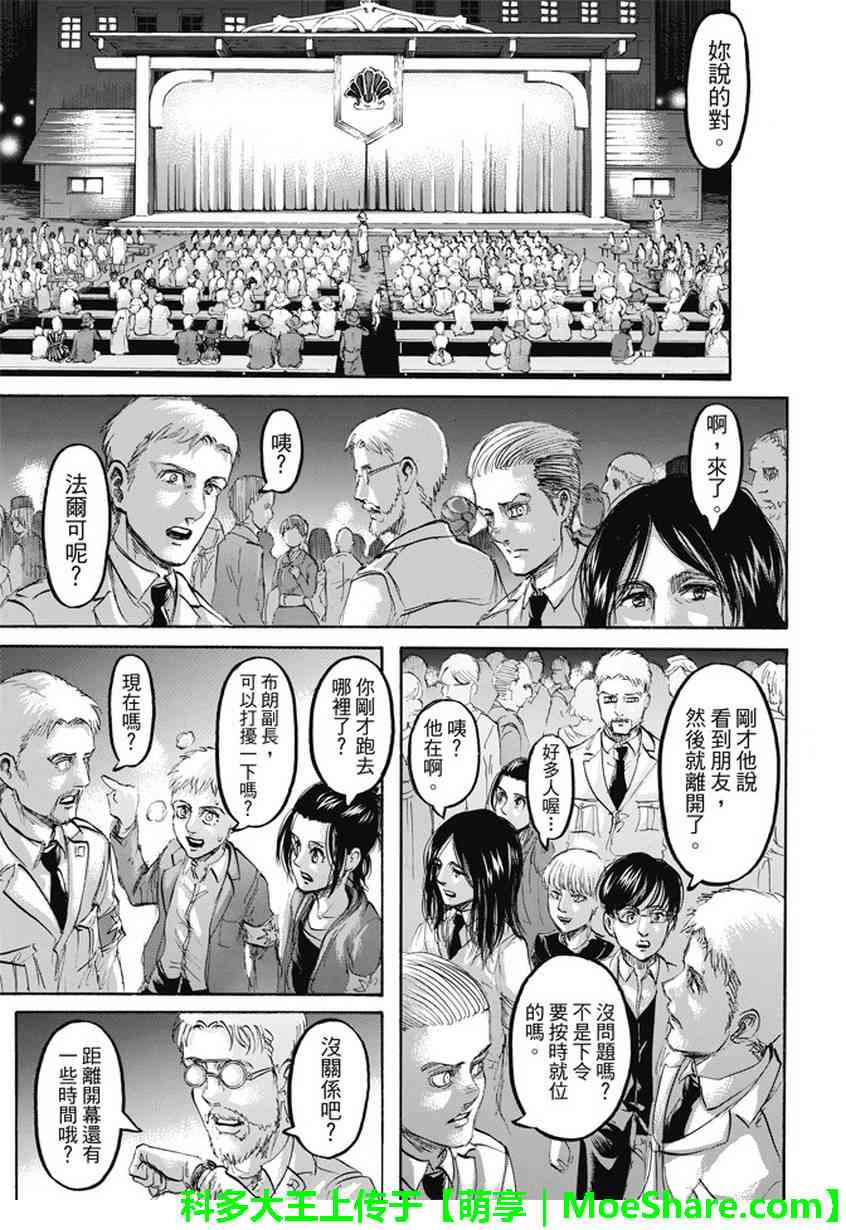 妳說的對。
啊，來了。
咦？
法爾可呢？
剛才他說
看到朋友，
然後就離開了。
好多人喔…
咦？
他在啊。
沒問題嗎？
不是下令
要按時就位
的嗎。
你剛才跑去
哪裡了？
布朗副長，
可以打擾一下嗎？
現在嗎？
沒關係吧？
距離開幕還有
一些時間哦？
科多大王上传于【萌享|MoeShare.com】